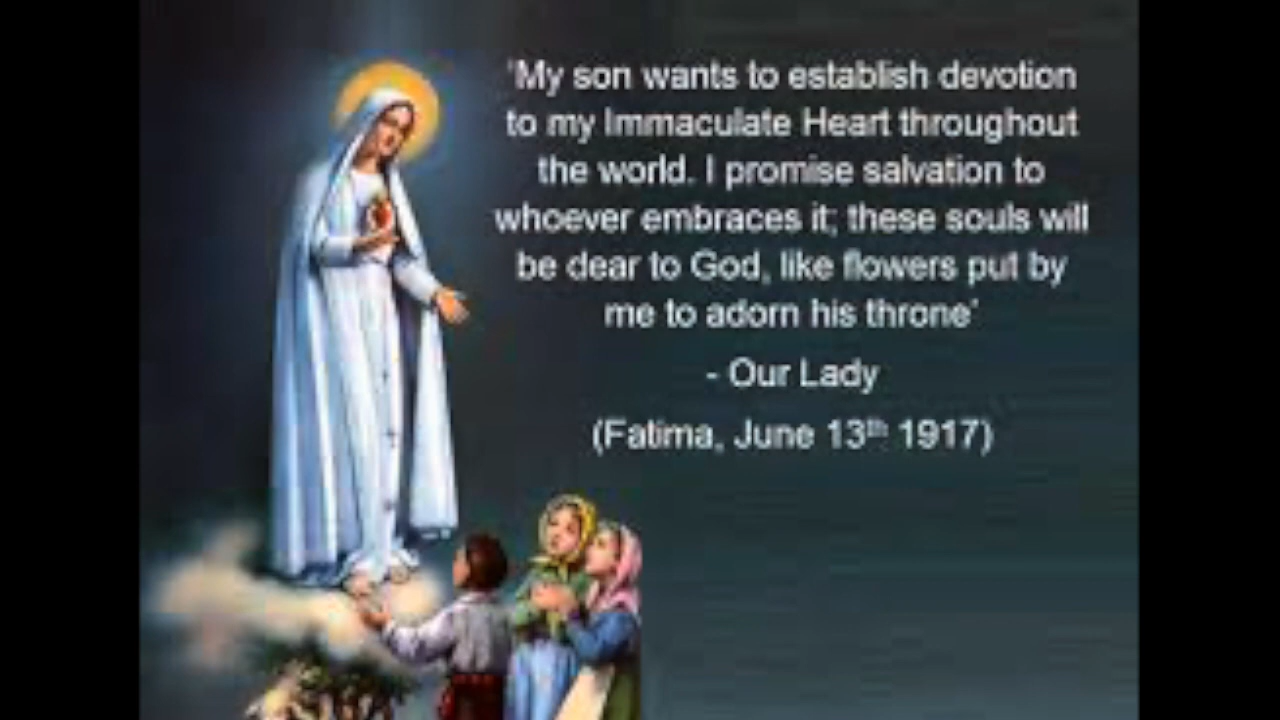 'My son wants to establish devotion
to my Immaculate Heart throughout
the world. I promise salvation to
whoever embraces it; these souls will
be dear to God, like flowers put by
me to adorn his throne'
- Our Lady
(Fatima, June 13th 1917)